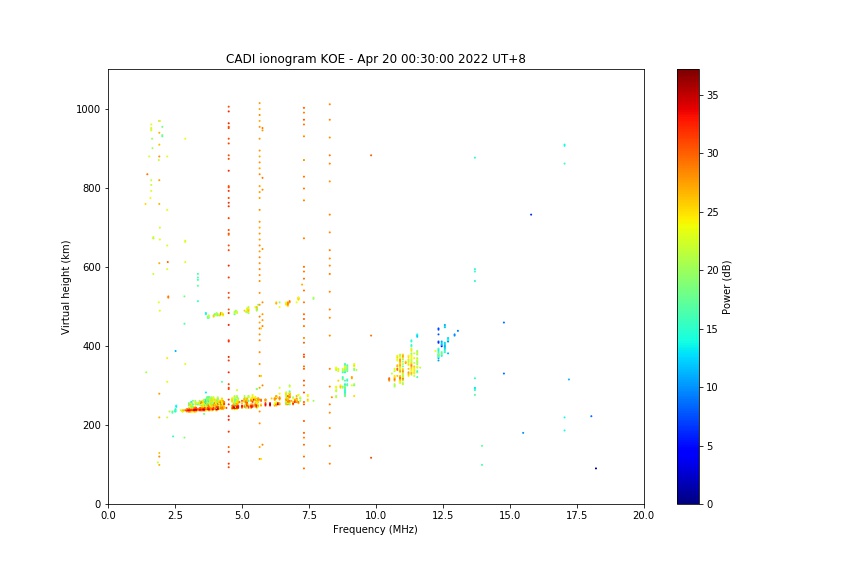 CADI ionogram KOE - Apr 20 00:30:00 2022 UT+8
1000
800
600
400
200
0
Virtual height (km)
0.0 2.5 5.0 7.5 10.0 12.5 15.0 17.5 20.0
Frequency (MHz)
35
30
25
20
15
10
5
0
Power (dB)